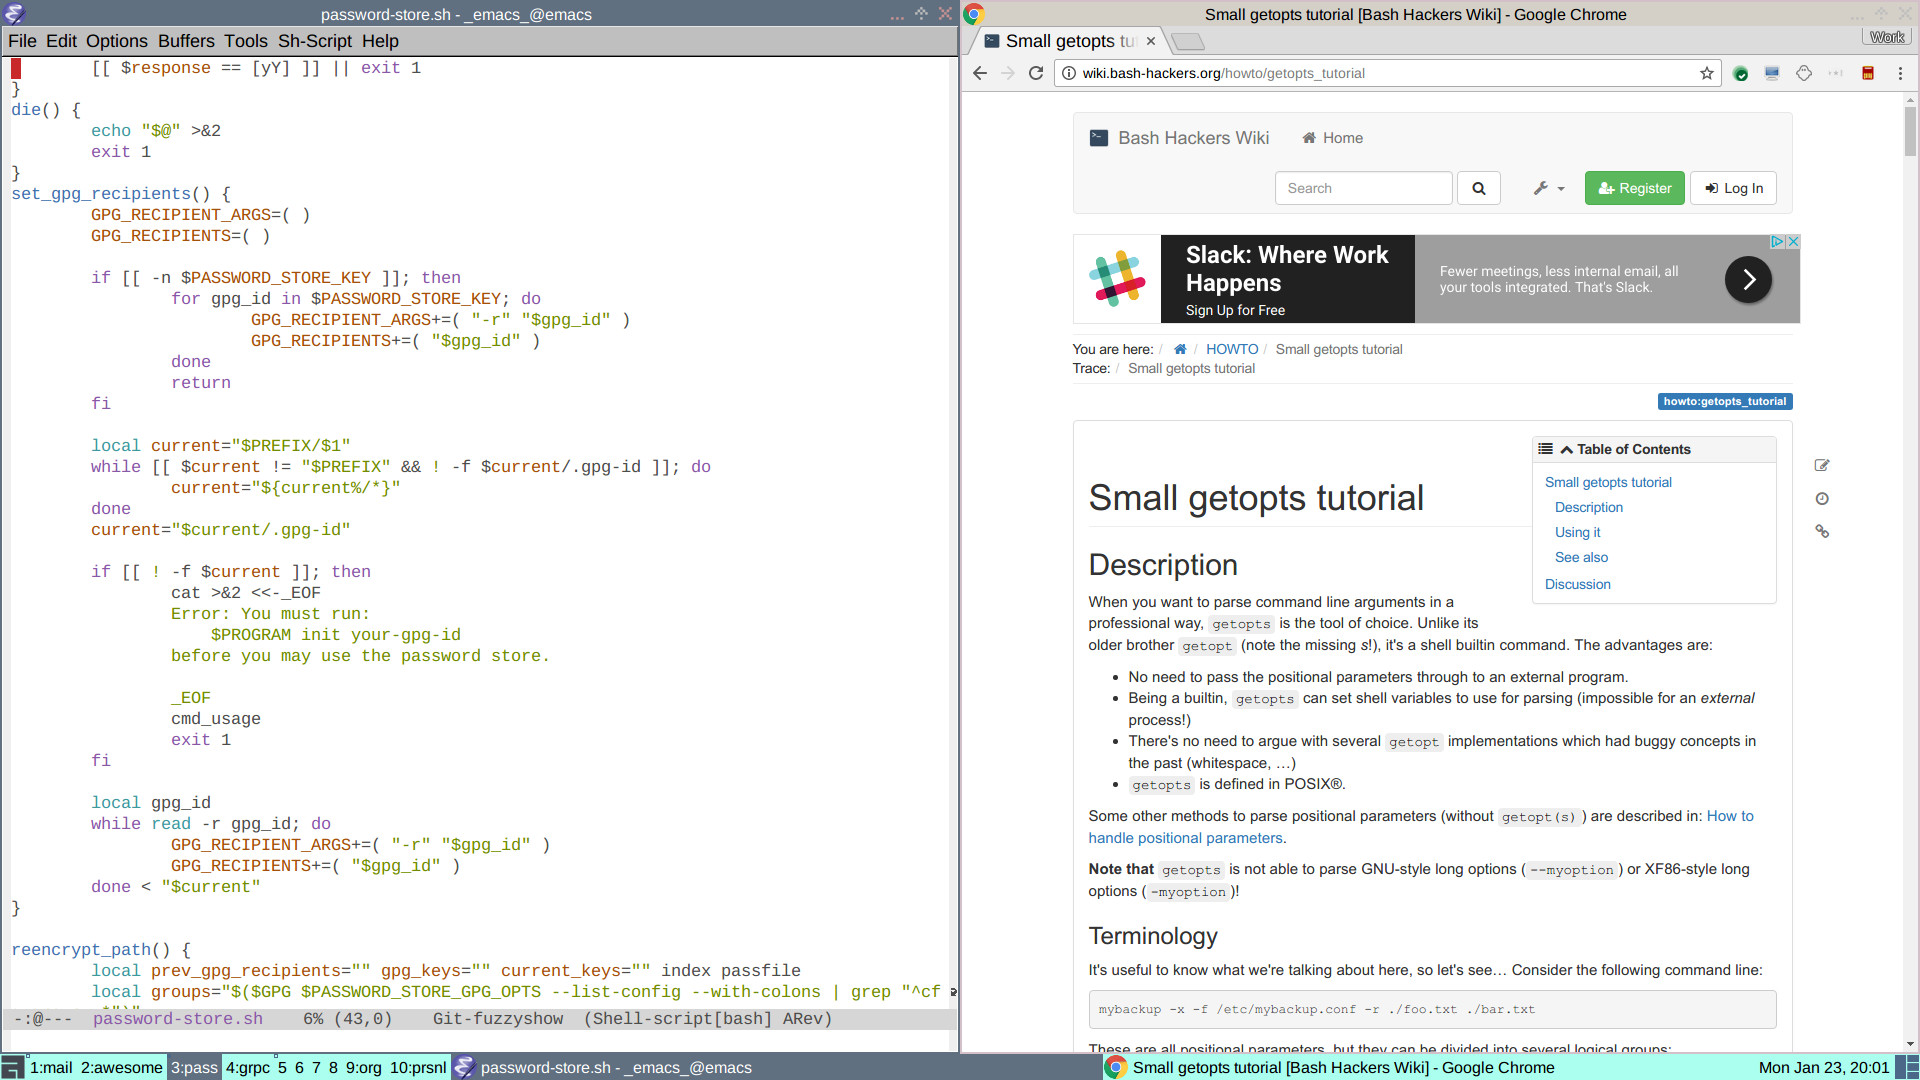 password-store.sh - _emacs_@emacs
File Edit Options Buffers Tools Sh-Script Help
[[ $response == [yY] ]] || exit 1
}
die() {
echo "$@" >&2
exit 1
}
set_gpg_recipients() {
GPG_RECIPIENT_ARGS=( )
GPG_RECIPIENTS=( )
if [[ -n $PASSWORD_STORE_KEY ]]; then
for gpg_id in $PASSWORD_STORE_KEY; do
GPG_RECIPIENT_ARGS+=( "-r" "$gpg_id" )
GPG_RECIPIENTS+=( "$gpg_id" )
done
return
fi
local current="$PREFIX/$1"
while [[ $current != "$PREFIX" && ! -f $current/.gpg-id ]]; do
current="${current%/*}"
done
current="$current/.gpg-id"
if [[ ! -f $current ]]; then
cat >&2 <<-_EOF
Error: You must run:
$PROGRAM init your-gpg-id
before you may use the password store.
_EOF
cmd_usage
exit 1
fi
local gpg_id
while read -r gpg_id; do
GPG_RECIPIENT_ARGS+=( "-r" "$gpg_id" )
GPG_RECIPIENTS+=( "$gpg_id" )
done < "$current"
}
reencrypt_path() {
local prev_gpg_recipients="" gpg_keys="" current_keys="" index passfile
local groups="$($GPG $PASSWORD_STORE_GPG_OPTS --list-config --with-colons | grep "^cf
-:@--- password-store.sh 6% (43,0) Git-fuzzyshow (Shell-script[bash] ARev)
Small getopts tutorial [Bash Hackers Wiki] - Google Chrome
Small getopts tu
Work
wiki.bash-hackers.org/howto/getopts_tutorial
Bash Hackers Wiki Home
Search
Register
Log In
Slack: Where Work
Happens
Sign Up for Free
Fewer meetings, less internal email, all
your tools integrated. That's Slack.
You are here: / / HOWTO / Small getopts tutorial
Trace: / Small getopts tutorial
howto:getopts_tutorial
Table of Contents
Small getopts tutorial
Description
Using it
See also
Discussion
Small getopts tutorial
Description
When you want to parse command line arguments in a
professional way, getopts is the tool of choice. Unlike its
older brother getopt (note the missing s!), it's a shell builtin command. The advantages are:
• No need to pass the positional parameters through to an external program.
• Being a builtin, getopts can set shell variables to use for parsing (impossible for an external
process!)
• There's no need to argue with several getopt implementations which had buggy concepts in
the past (whitespace, …)
• getopts is defined in POSIX®.
Some other methods to parse positional parameters (without getopt(s) ) are described in: How to
handle positional parameters.
Note that getopts is not able to parse GNU-style long options ( --myoption ) or XF86-style long
options ( -myoption )!
Terminology
It's useful to know what we're talking about here, so let's see… Consider the following command line:
mybackup -x -f /etc/mybackup.conf -r ./foo.txt ./bar.txt
These are all positional parameters, but they can be divided into several logical groups:
1:mail 2:awesome 3:pass 4:grpc 5 6 7 8 9:org 10:prsnl password-store.sh - _emacs_@emacs Small getopts tutorial [Bash Hackers Wiki] - Google Chrome Mon Jan 23, 20:01